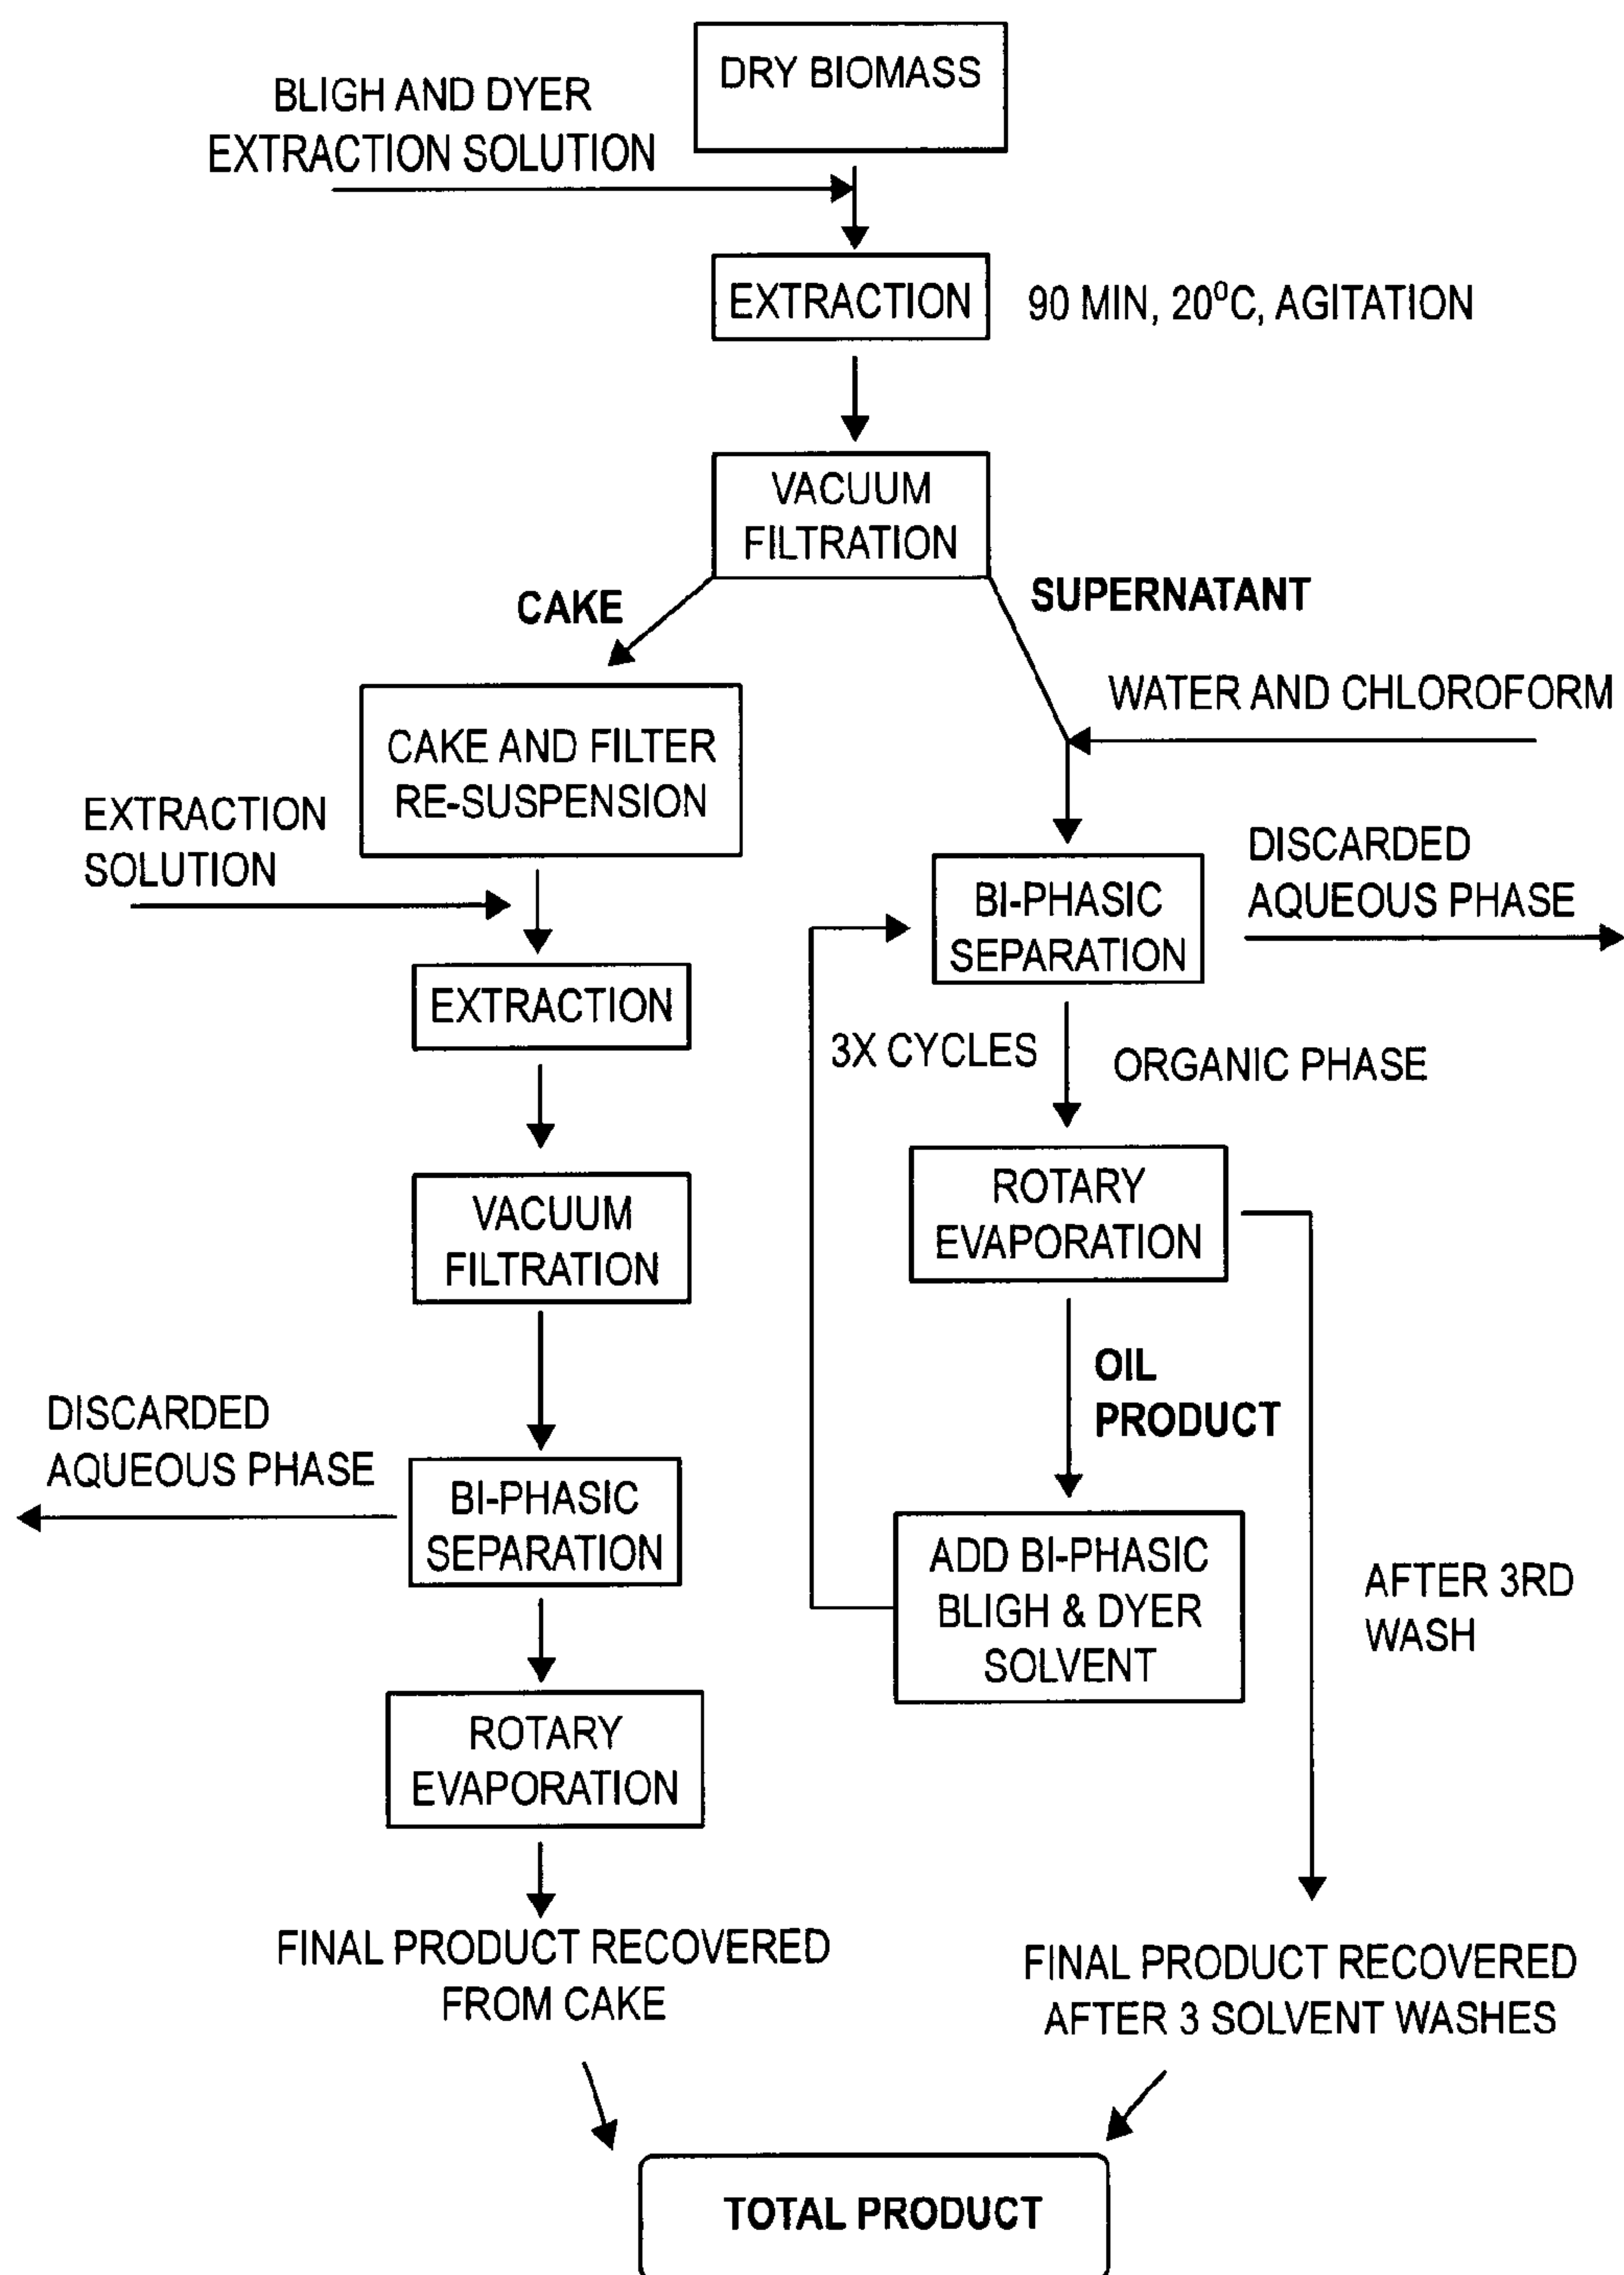 DRY BIOMASS
BLIGH AND DYER
EXTRACTION SOLUTION
EXTRACTION
90 MIN, 20°C, AGITATION
VACUUM
FILTRATION
CAKE
SUPERNATANT
WATER AND CHLOROFORM
CAKE AND FILTER
RE-SUSPENSION
EXTRACTION
SOLUTION
BI-PHASIC
SEPARATION
DISCARDED
AQUEOUS PHASE
EXTRACTION
3X CYCLES
ORGANIC PHASE
VACUUM
FILTRATION
ROTARY
EVAPORATION
OIL
PRODUCT
DISCARDED
AQUEOUS PHASE
BI-PHASIC
SEPARATION
ADD BI-PHASIC
BLIGH & DYER
SOLVENT
AFTER 3RD
WASH
ROTARY
EVAPORATION
FINAL PRODUCT RECOVERED
FROM CAKE
FINAL PRODUCT RECOVERED
AFTER 3 SOLVENT WASHES
TOTAL PRODUCT